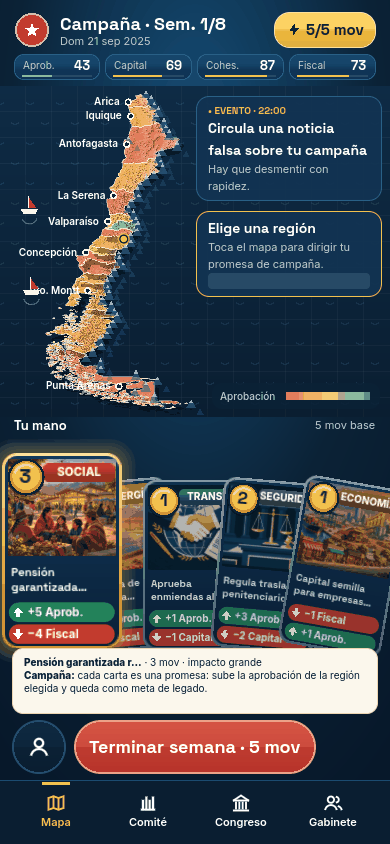 Campaña · Sem. 1/8
Dom 21 sep 2025
5/5 mov
Aprob. 43
Capital 69
Cohes. 87
Fiscal 73
Arica
Iquique
Antofagasta
La Serena
Valparaíso
Concepción
o. Montt
Punta Arenas
• EVENTO · 22:00
Circula una noticia
falsa sobre tu campaña
Hay que desmentir con
rapidez.
Elige una región
Toca el mapa para dirigir tu
promesa de campaña.
Aprobación
Tu mano
5 mov base
3
SOCIAL
Pensión
garantizada...
+5 Aprob.
−4 Fiscal
1
TRANS
Aprueba
enmiendas al
+1 Aprob.
−1 Capital
2
SEGURID
Regula trasla
penitenciario
+3 Aprob
−2 Capital
1
ECONOMÍ
Capital semilla
para empresas...
−1 Fiscal
+1 Aprob.
Pensión garantizada r... · 3 mov · impacto grande
Campaña: cada carta es una promesa: sube la aprobación de la región
elegida y queda como meta de legado.
Terminar semana · 5 mov
Mapa
Comité
Congreso
Gabinete